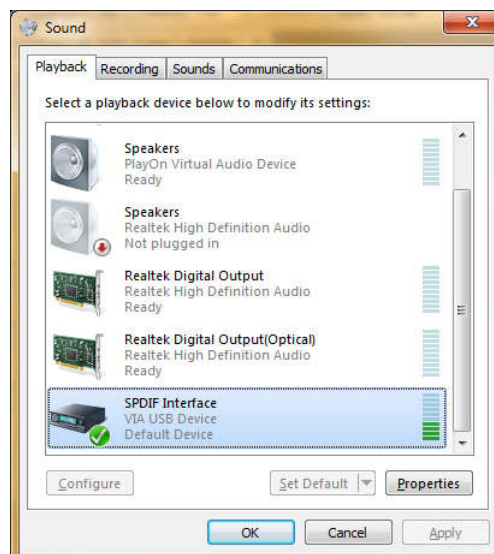 Sound
Playback Recording Sounds Communications
Select a playback device below to modify its settings:
Speakers
PlayOn Virtual Audio Device
Ready
Speakers
Realtek High Definition Audio
Not plugged in
Realtek Digital Output
Realtek High Definition Audio
Ready
Realtek Digital Output(Optical)
Realtek High Definition Audio
Ready
SPDIF Interface
VIA USB Device
Default Device
Configure Set Default Properties
OK Cancel Apply